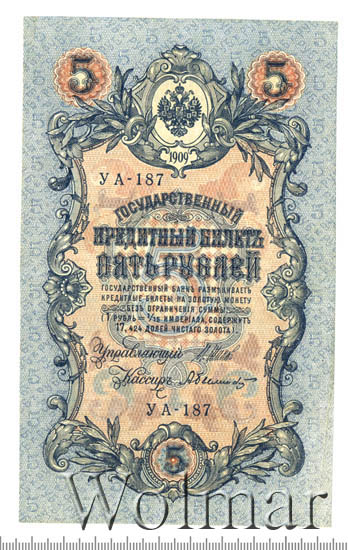 5 5
1909
УА-187
ГОСУДАРСТВЕННЫЙ
КРЕДИТНЫЙ БИЛЕТЪ
ПЯТЬ РУБЛЕЙ
ГОСУДАРСТВЕННЫЙ БАНКЪ РАЗМѢНИВАЕТЪ
КРЕДИТНЫЕ БИЛЕТЫ НА ЗОЛОТУЮ МОНЕТУ
БЕЗЪ ОГРАНИЧЕНІЯ СУММЫ
(1 РУБЛЬ = 1/15 ИМПЕРІАЛА, СОДЕРЖИТЪ
17,424 ДОЛЕЙ ЧИСТАГО ЗОЛОТА).
Управляющій
Кассиръ
УА-187
5
Wolmar